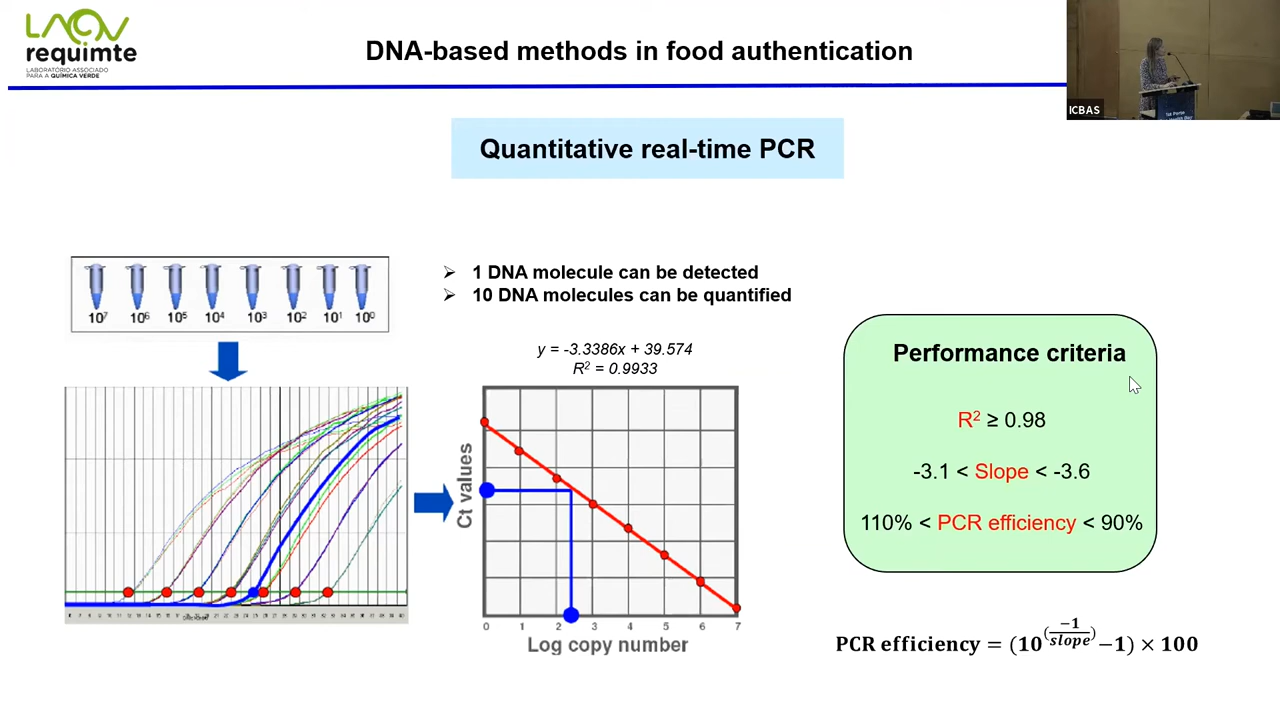 LAQV
requimte
LABORATÓRIO ASSOCIADO
PARA A QUÍMICA VERDE
DNA-based methods in food authentication
ICBAS
1st Porto
Quantitative real-time PCR
10⁷ 10⁶ 10⁵ 10⁴ 10³ 10² 10¹ 10⁰
➢ 1 DNA molecule can be detected
➢ 10 DNA molecules can be quantified
y = -3.3386x + 39.574
R² = 0.9933
Ct values
0 1 2 3 4 5 6 7
Log copy number
Performance criteria
R² ≥ 0.98
-3.1 < Slope < -3.6
110% < PCR efficiency < 90%
PCR efficiency = (10^(−1/slope) −1) × 100